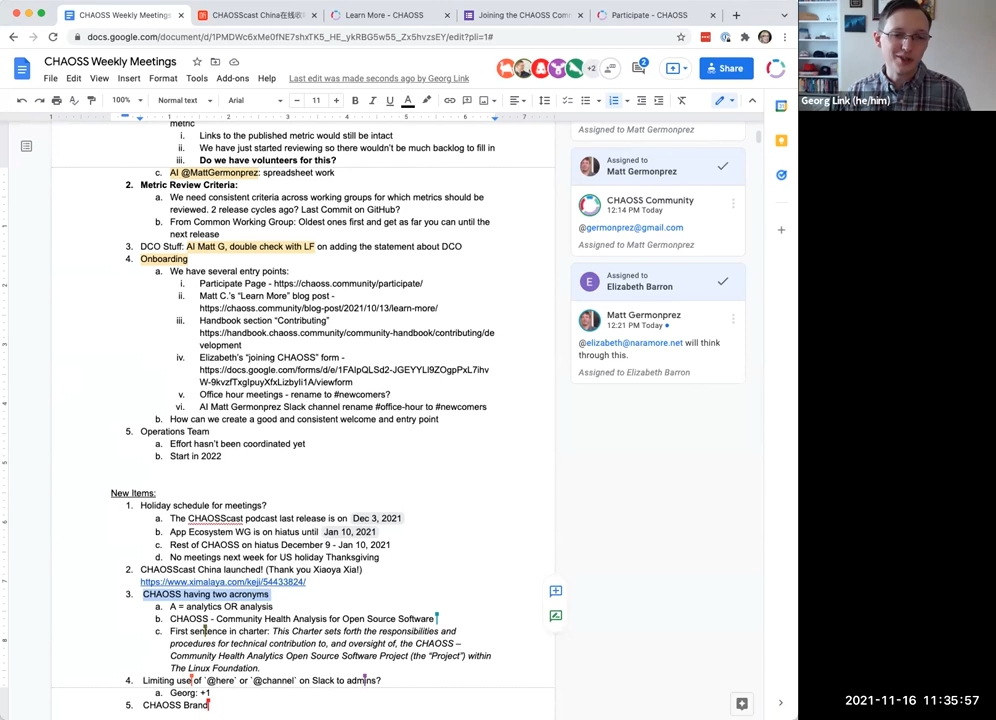 CHAOSS Weekly Meetings
CHAOSScast China在线收听
Learn More - CHAOSS
Joining the CHAOSS Com
Participate - CHAOSS
docs.google.com/document/d/1PMDWc6xMe0fNE7shxTK5_HE_ykRBG5w55_Zx5hvzsEY/edit?pli=1#
CHAOSS Weekly Meetings
File Edit View Insert Format Tools Add-ons Help
Last edit was made seconds ago by Georg Link
+2
2
Share
100% Normal text Arial 11
Georg Link (he/him)
metric
i. Links to the published metric would still be intact
ii. We have just started reviewing so there wouldn't be much backlog to fill in
iii. Do we have volunteers for this?
c. AI @MattGermonprez: spreadsheet work
2. Metric Review Criteria:
a. We need consistent criteria across working groups for which metrics should be
reviewed. 2 release cycles ago? Last Commit on GitHub?
b. From Common Working Group: Oldest ones first and get as far you can until the
next release
3. DCO Stuff: AI Matt G, double check with LF on adding the statement about DCO
4. Onboarding
a. We have several entry points:
i. Participate Page - https://chaoss.community/participate/
ii. Matt C.'s "Learn More" blog post -
https://chaoss.community/blog-post/2021/10/13/learn-more/
iii. Handbook section "Contributing"
https://handbook.chaoss.community/community-handbook/contributing/de
velopment
iv. Elizabeth's "joining CHAOSS" form -
https://docs.google.com/forms/d/e/1FAIpQLSd2-JGEYYLI9ZOgpPxL7ihv
W-9kvzfTxgIpuyXfxLizbyIi1A/viewform
v. Office hour meetings - rename to #newcomers?
vi. AI Matt Germonprez Slack channel rename #office-hour to #newcomers
b. How can we create a good and consistent welcome and entry point
5. Operations Team
a. Effort hasn't been coordinated yet
b. Start in 2022
New Items:
1. Holiday schedule for meetings?
a. The CHAOSScast podcast last release is on Dec 3, 2021
b. App Ecosystem WG is on hiatus until Jan 10, 2021
c. Rest of CHAOSS on hiatus December 9 - Jan 10, 2021
d. No meetings next week for US holiday Thanksgiving
2. CHAOSScast China launched! (Thank you Xiaoya Xia!)
https://www.ximalaya.com/keji/54433824/
3. CHAOSS having two acronyms
a. A = analytics OR analysis
b. CHAOSS - Community Health Analysis for Open Source Software
c. First sentence in charter: This Charter sets forth the responsibilities and
procedures for technical contribution to, and oversight of, the CHAOSS –
Community Health Analytics Open Source Software Project (the "Project") within
The Linux Foundation.
4. Limiting use of `@here` or `@channel` on Slack to admins?
a. Georg: +1
5. CHAOSS Brand
Assigned to Matt Germonprez
Assigned to
Matt Germonprez
CHAOSS Community
12:14 PM Today
@germonprez@gmail.com
Assigned to Matt Germonprez
E
Assigned to
Elizabeth Barron
Matt Germonprez
12:21 PM Today
@elizabeth@naramore.net will think
through this.
Assigned to Elizabeth Barron
2021-11-16 11:35:57